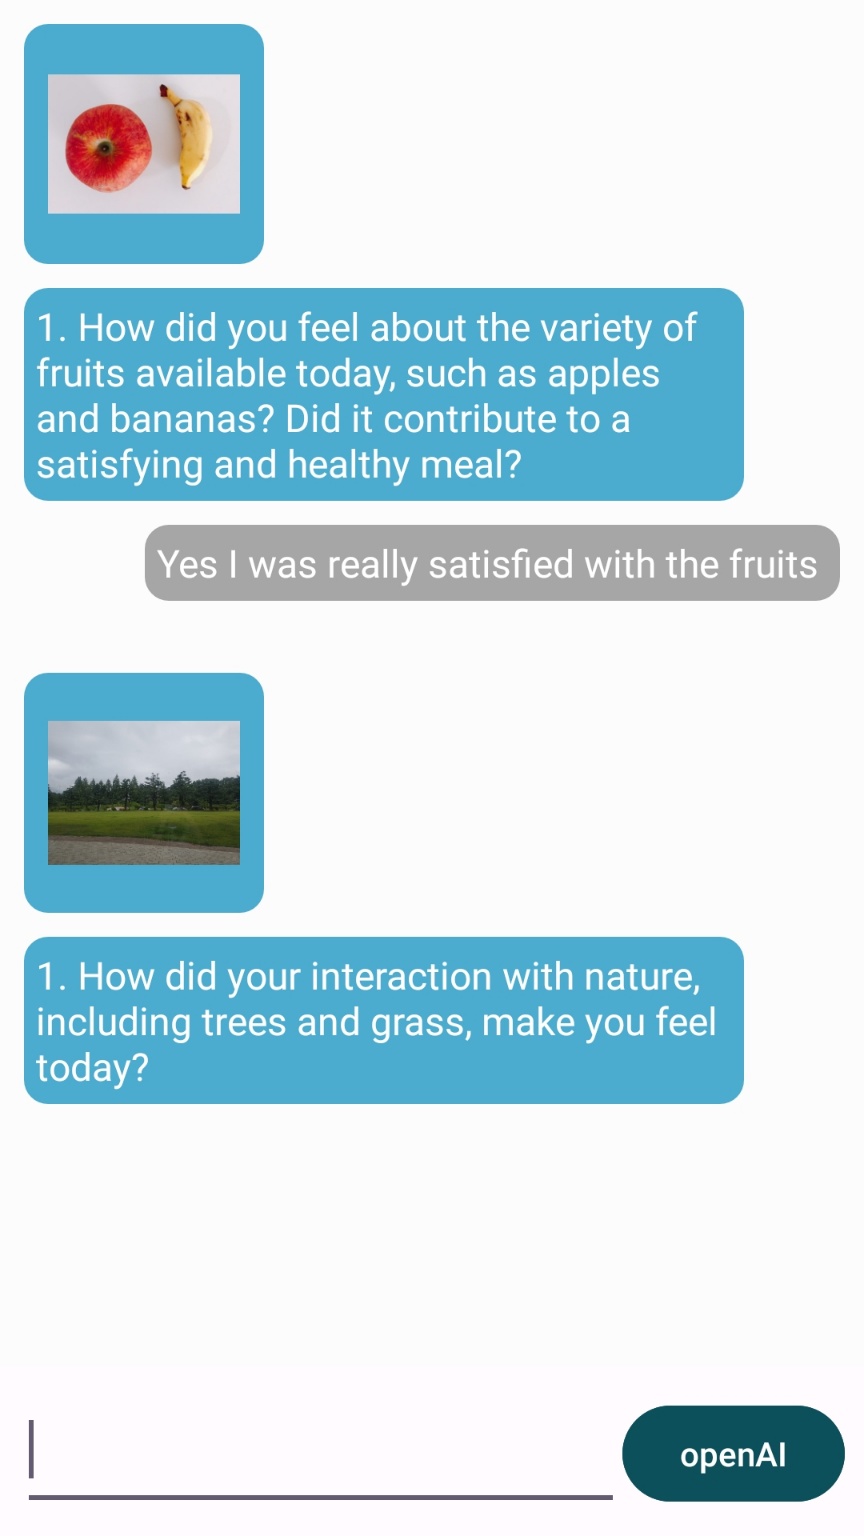 1. How did you feel about the variety of
fruits available today, such as apples
and bananas? Did it contribute to a
satisfying and healthy meal?
Yes I was really satisfied with the fruits
1. How did your interaction with nature,
including trees and grass, make you feel
today?
openAI